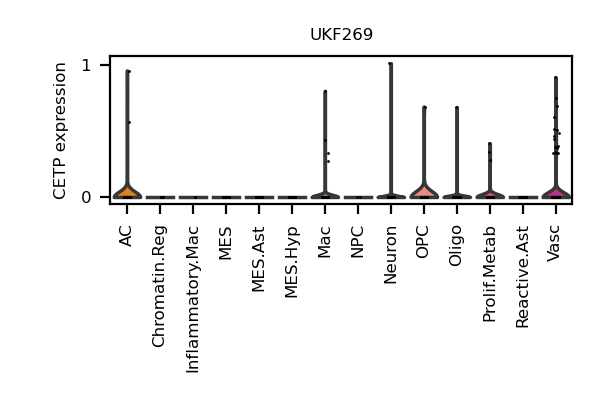 UKF269
CETP expression
1
0
AC
Chromatin.Reg
Inflammatory.Mac
MES
MES.Ast
MES.Hyp
Mac
NPC
Neuron
OPC
Oligo
Prolif.Metab
Reactive.Ast
Vasc